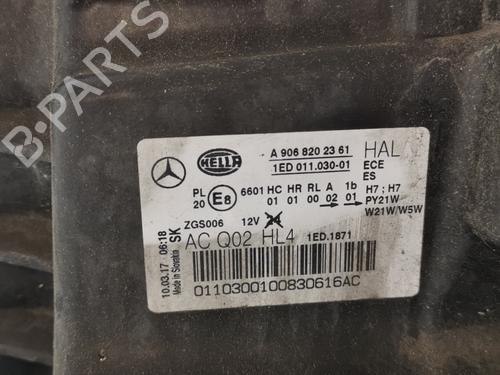 HELLA
A 906 820 23 61
1ED 011.030-01
HAL
ECE
ES
PL
20
E8
6601 HC HR RL A 1b
01 01 00 02 01
H7 ; H7
PY21W
W21W/W5W
ZGS006 12V
AC Q02 HL4 1ED.1871
10.03.17 06:18
Made in Slovakia SK
0110300100830616AC
B-PARTS